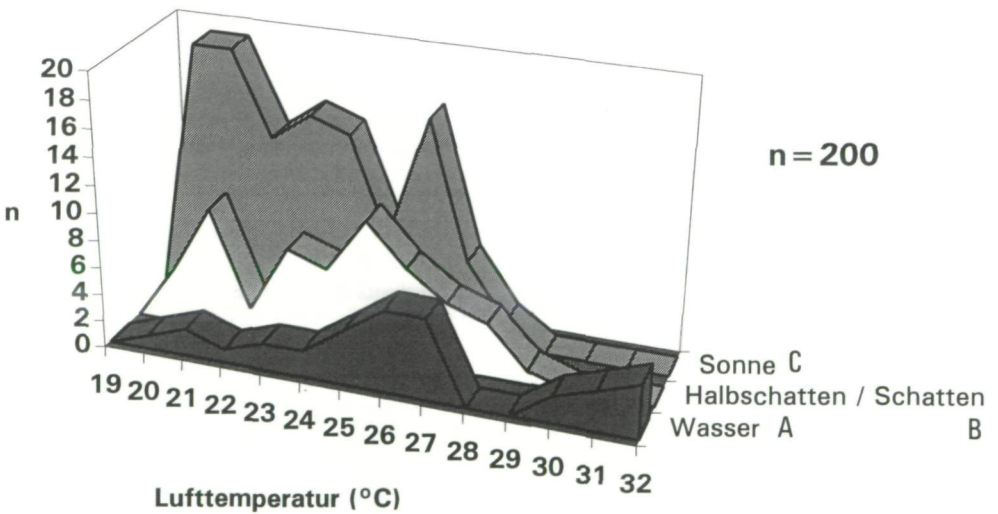 20
18
16
14
12
n 10
8
6
4
2
0
n = 200
19 20 21 22 23 24 25 26 27 28 29 30 31 32
Sonne C
Halbschatten / Schatten
Wasser A B
Lufttemperatur (°C)